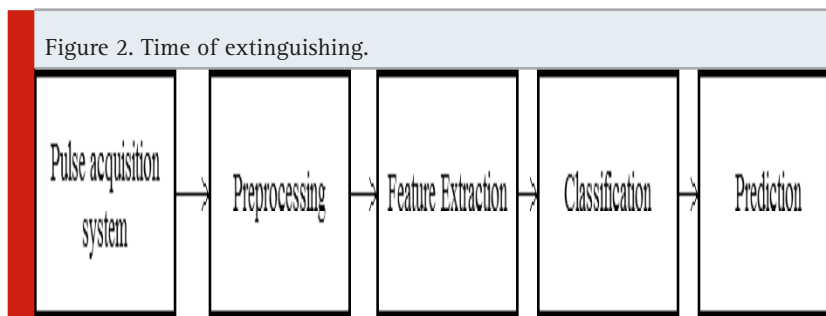 Figure 2. Time of extinguishing.
Pulse acquisition
system
Preprocessing
Feature Extraction
Classification
Prediction